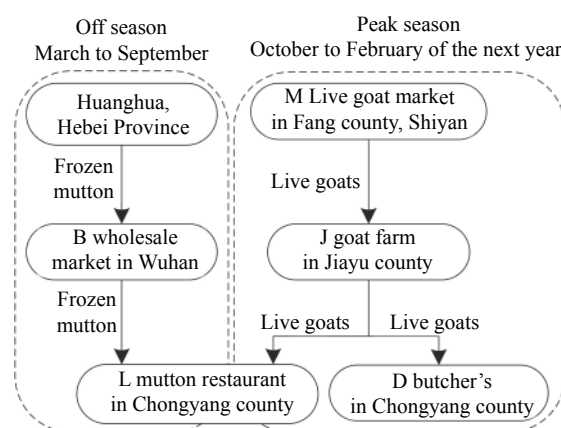 Off season
March to September
Peak season
October to February of the next year
Huanghua,
Hebei Province
M Live goat market
in Fang county, Shiyan
Frozen
mutton
Live goats
B wholesale
market in Wuhan
J goat farm
in Jiayu county
Frozen
mutton
Live goats
Live goats
L mutton restaurant
in Chongyang county
D butcher's
in Chongyang county